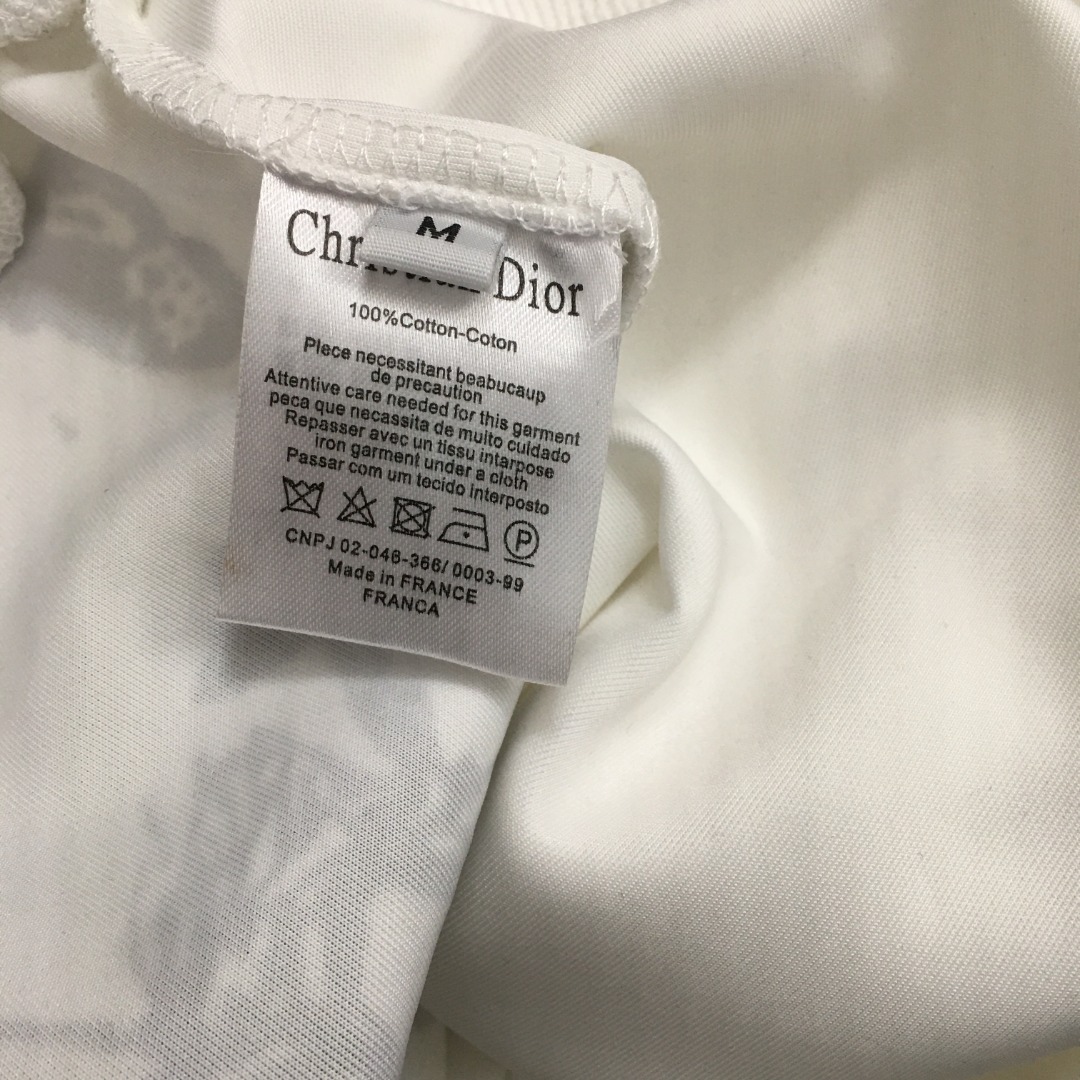 M
Christian Dior
100%Cotton-Coton
Plece necessitant beabucaup
de precaution
Attentive care needed for this garment
peca que necassita de muito cuidado
Repasser avec un tissu intarpose
iron garment under a cloth
Passar com um tecido interposto
P
CNPJ 02-046-366/ 0003-99
Made in FRANCE
FRANCA